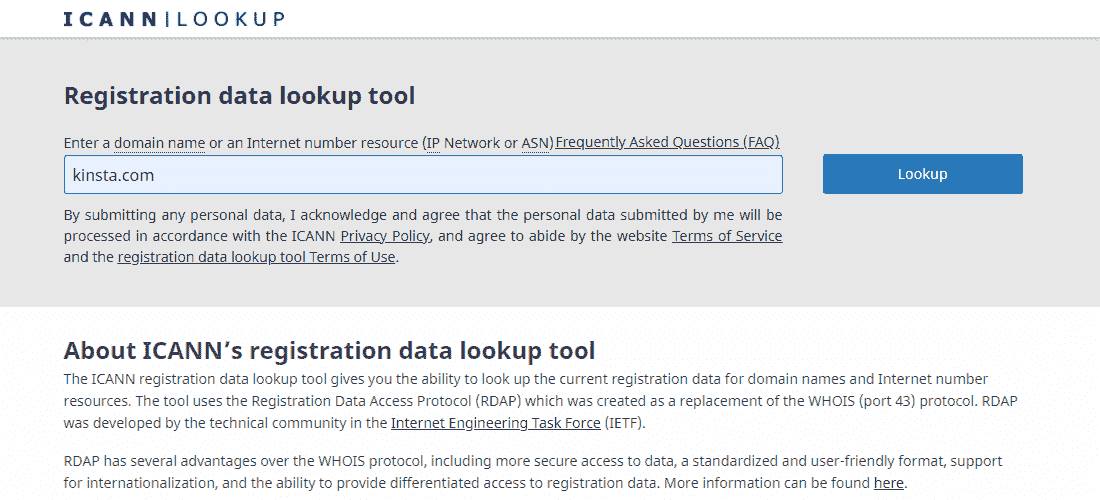 ICANN|LOOKUP
Registration data lookup tool
Enter a domain name or an Internet number resource (IP Network or ASN) Frequently Asked Questions (FAQ)
kinsta.com
Lookup
By submitting any personal data, I acknowledge and agree that the personal data submitted by me will be
processed in accordance with the ICANN Privacy Policy, and agree to abide by the website Terms of Service
and the registration data lookup tool Terms of Use.
About ICANN’s registration data lookup tool
The ICANN registration data lookup tool gives you the ability to look up the current registration data for domain names and Internet number
resources. The tool uses the Registration Data Access Protocol (RDAP) which was created as a replacement of the WHOIS (port 43) protocol. RDAP
was developed by the technical community in the Internet Engineering Task Force (IETF).
RDAP has several advantages over the WHOIS protocol, including more secure access to data, a standardized and user-friendly format, support
for internationalization, and the ability to provide differentiated access to registration data. More information can be found here.